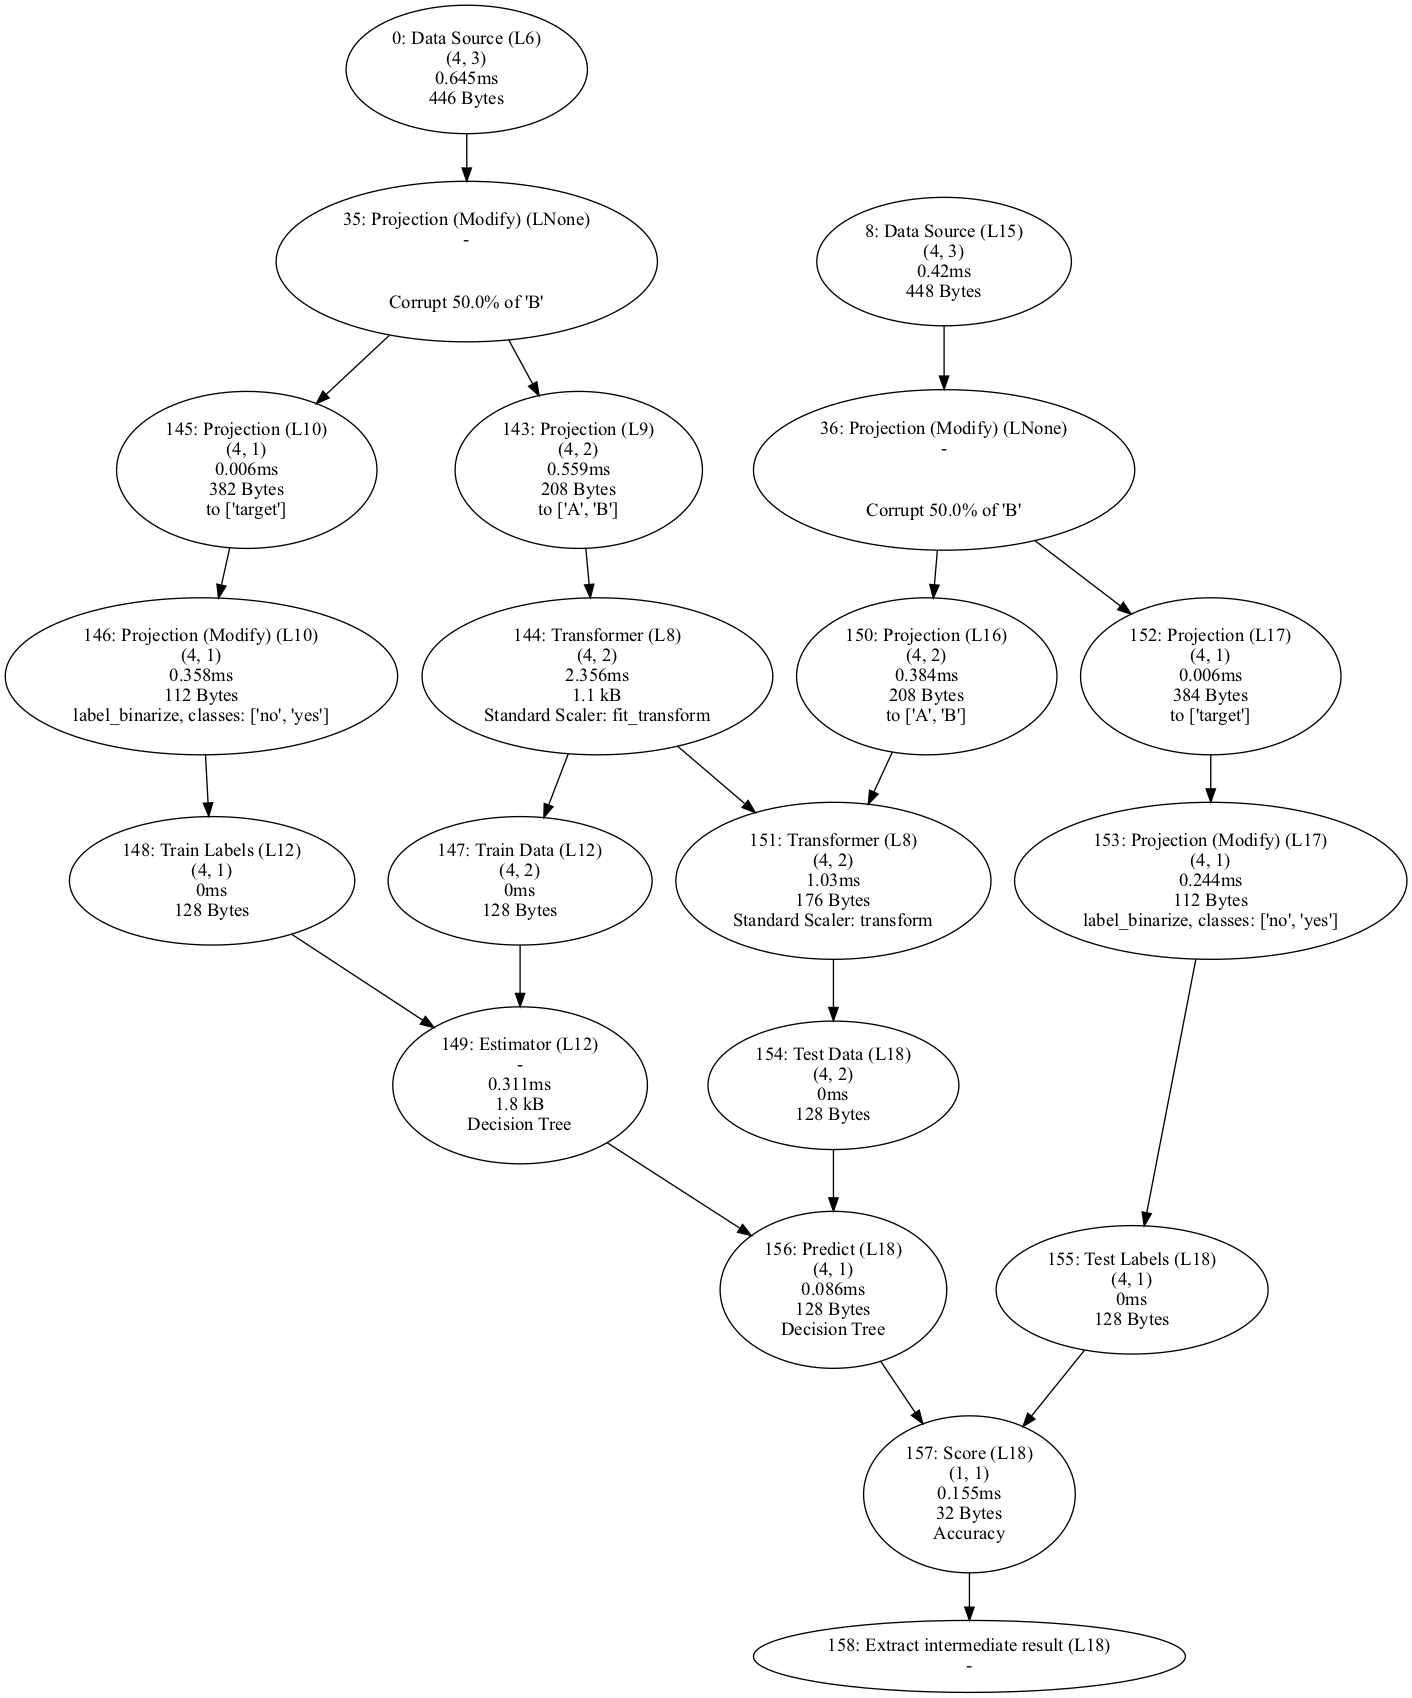 0: Data Source (L6)
(4, 3)
0.645ms
446 Bytes
35: Projection (Modify) (LNone)
-
Corrupt 50.0% of 'B'
8: Data Source (L15)
(4, 3)
0.42ms
448 Bytes
145: Projection (L10)
(4, 1)
0.006ms
382 Bytes
to ['target']
143: Projection (L9)
(4, 2)
0.559ms
208 Bytes
to ['A', 'B']
36: Projection (Modify) (LNone)
-
Corrupt 50.0% of 'B'
146: Projection (Modify) (L10)
(4, 1)
0.358ms
112 Bytes
label_binarize, classes: ['no', 'yes']
144: Transformer (L8)
(4, 2)
2.356ms
1.1 kB
Standard Scaler: fit_transform
150: Projection (L16)
(4, 2)
0.384ms
208 Bytes
to ['A', 'B']
152: Projection (L17)
(4, 1)
0.006ms
384 Bytes
to ['target']
148: Train Labels (L12)
(4, 1)
0ms
128 Bytes
147: Train Data (L12)
(4, 2)
0ms
128 Bytes
151: Transformer (L8)
(4, 2)
1.03ms
176 Bytes
Standard Scaler: transform
153: Projection (Modify) (L17)
(4, 1)
0.244ms
112 Bytes
label_binarize, classes: ['no', 'yes']
149: Estimator (L12)
-
0.311ms
1.8 kB
Decision Tree
154: Test Data (L18)
(4, 2)
0ms
128 Bytes
156: Predict (L18)
(4, 1)
0.086ms
128 Bytes
Decision Tree
155: Test Labels (L18)
(4, 1)
0ms
128 Bytes
157: Score (L18)
(1, 1)
0.155ms
32 Bytes
Accuracy
158: Extract intermediate result (L18)
-